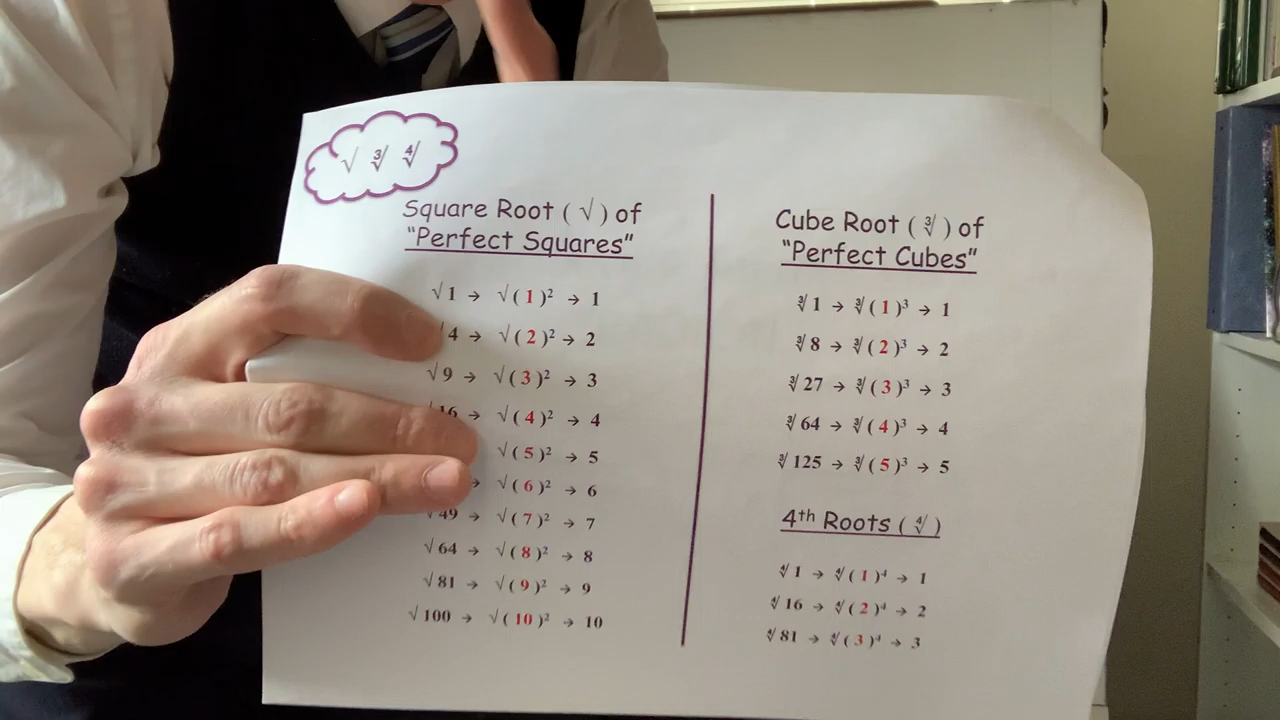 √ ∛ ∜
Square Root ( √ ) of
"Perfect Squares"
√1 → √(1)² → 1
4 → √(2)² → 2
√9 → √(3)² → 3
16 → √(4)² → 4
√(5)² → 5
√(6)² → 6
√49 → √(7)² → 7
√64 → √(8)² → 8
√81 → √(9)² → 9
√100 → √(10)² → 10
Cube Root ( ∛ ) of
"Perfect Cubes"
∛1 → ∛(1)³ → 1
∛8 → ∛(2)³ → 2
∛27 → ∛(3)³ → 3
∛64 → ∛(4)³ → 4
∛125 → ∛(5)³ → 5
4th Roots ( ∜ )
∜1 → ∜(1)⁴ → 1
∜16 → ∜(2)⁴ → 2
∜81 → ∜(3)⁴ → 3